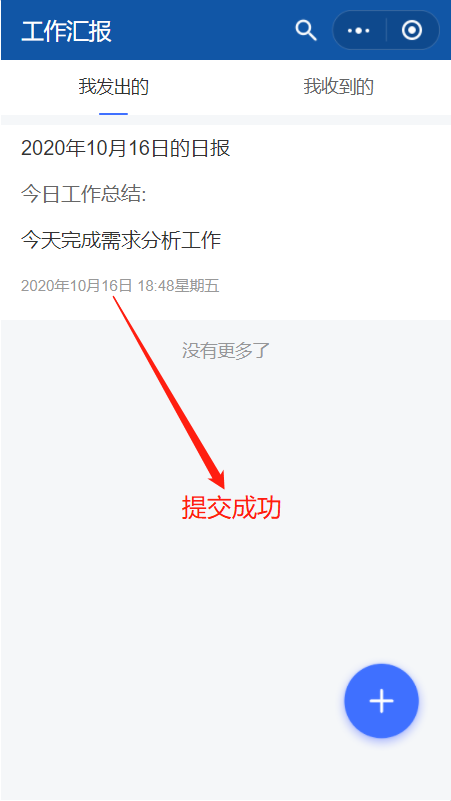 工作汇报
我发出的 我收到的
2020年10月16日的日报
今日工作总结:
今天完成需求分析工作
2020年10月16日 18:48星期五
没有更多了
提交成功